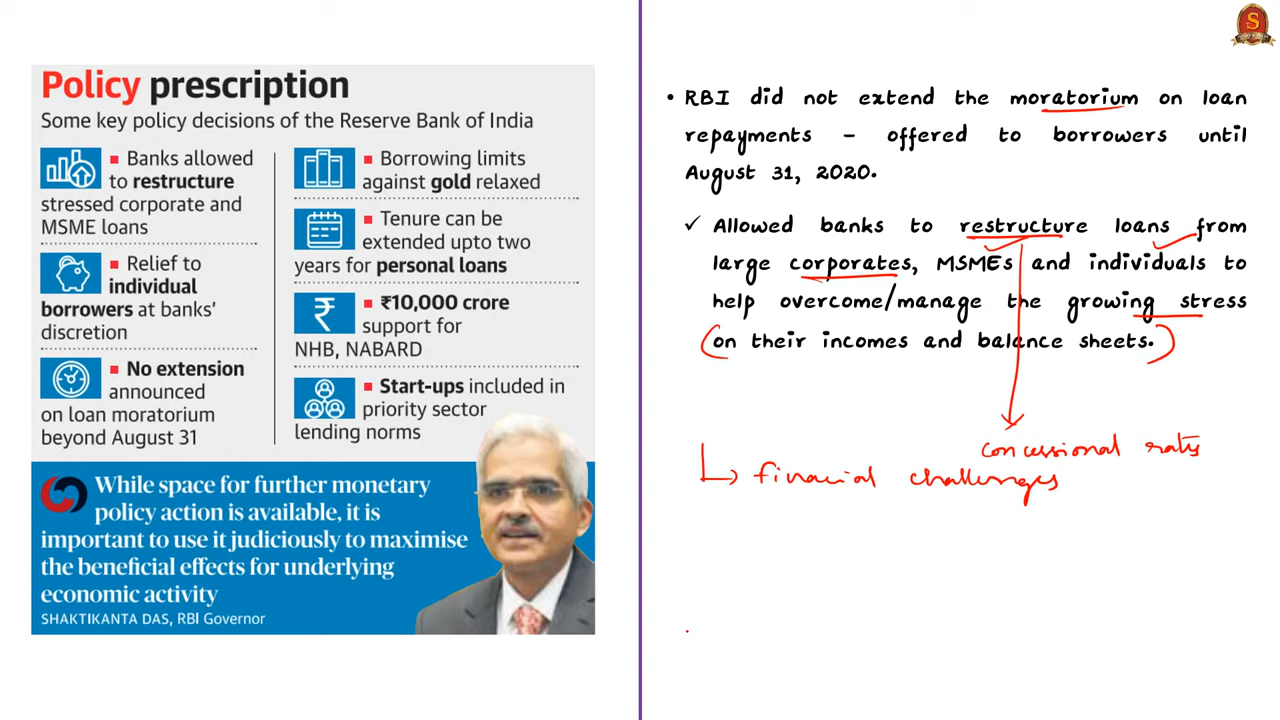 Policy prescription
Some key policy decisions of the Reserve Bank of India
Banks allowed
to restructure
stressed corporate and
MSME loans
Relief to
individual
borrowers at banks'
discretion
No extension
announced
on loan moratorium
beyond August 31
Borrowing limits
against gold relaxed
Tenure can be
extended upto two
years for personal loans
₹
₹10,000 crore
support for
NHB, NABARD
Start-ups included in
priority sector
lending norms
While space for further monetary
policy action is available, it is
important to use it judiciously to maximise
the beneficial effects for underlying
economic activity
SHAKTIKANTA DAS, RBI Governor
S
• RBI did not extend the moratorium on loan
repayments – offered to borrowers until
August 31, 2020.
✓ Allowed banks to restructure loans from
large corporates, MSMEs and individuals to
help overcome/manage the growing stress
(on their incomes and balance sheets.)
concessional rates
financial challenges